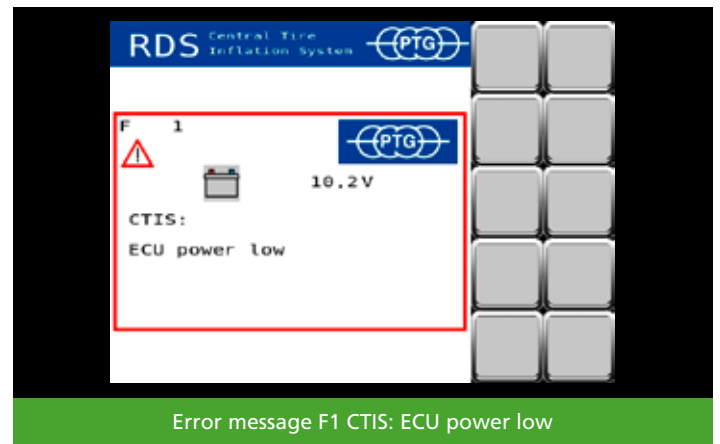 RDS Central Tire Inflation System PTG
F 1
PTG
10.2V
CTIS:
ECU power low
Error message F1 CTIS: ECU power low